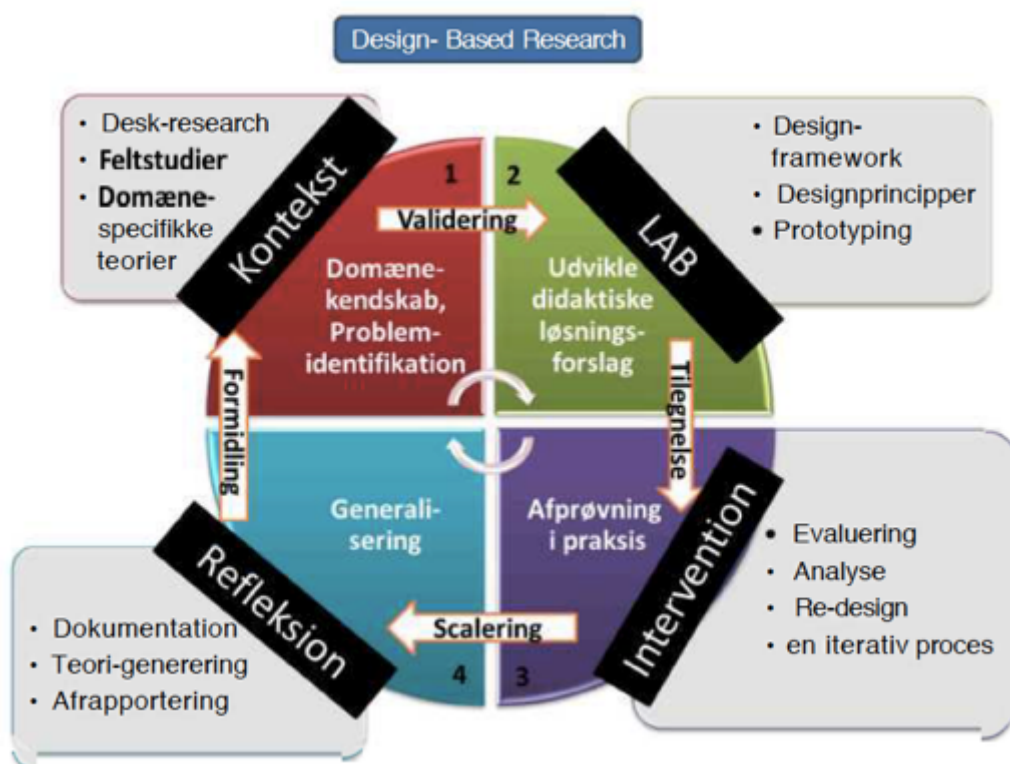 Design- Based Research
• Desk-research
• Feltstudier
• Domæne-
specifikke
teorier
Kontekst
1
Validering
Domæne-
kendskab,
Problem-
identifikation
2
LAB
Udvikle
didaktiske
løsnings-
forslag
• Design-
framework
• Designprincipper
• Prototyping
Tilegnelse
Intervention
Afprøvning
i praksis
3
• Evaluering
• Analyse
• Re-design
• en iterativ proces
Scalering
Refleksion
Generali-
sering
4
• Dokumentation
• Teori-generering
• Afrapportering
Formidling